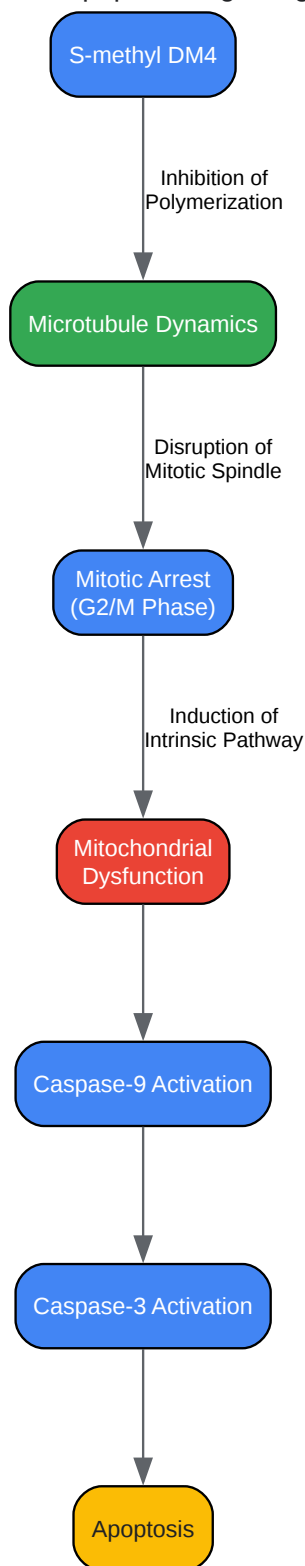 S-methyl DM4
Inhibition of
Polymerization
Microtubule Dynamics
Disruption of
Mitotic Spindle
Mitotic Arrest
(G2/M Phase)
Induction of
Intrinsic Pathway
Mitochondrial
Dysfunction
Caspase-9 Activation
Caspase-3 Activation
Apoptosis